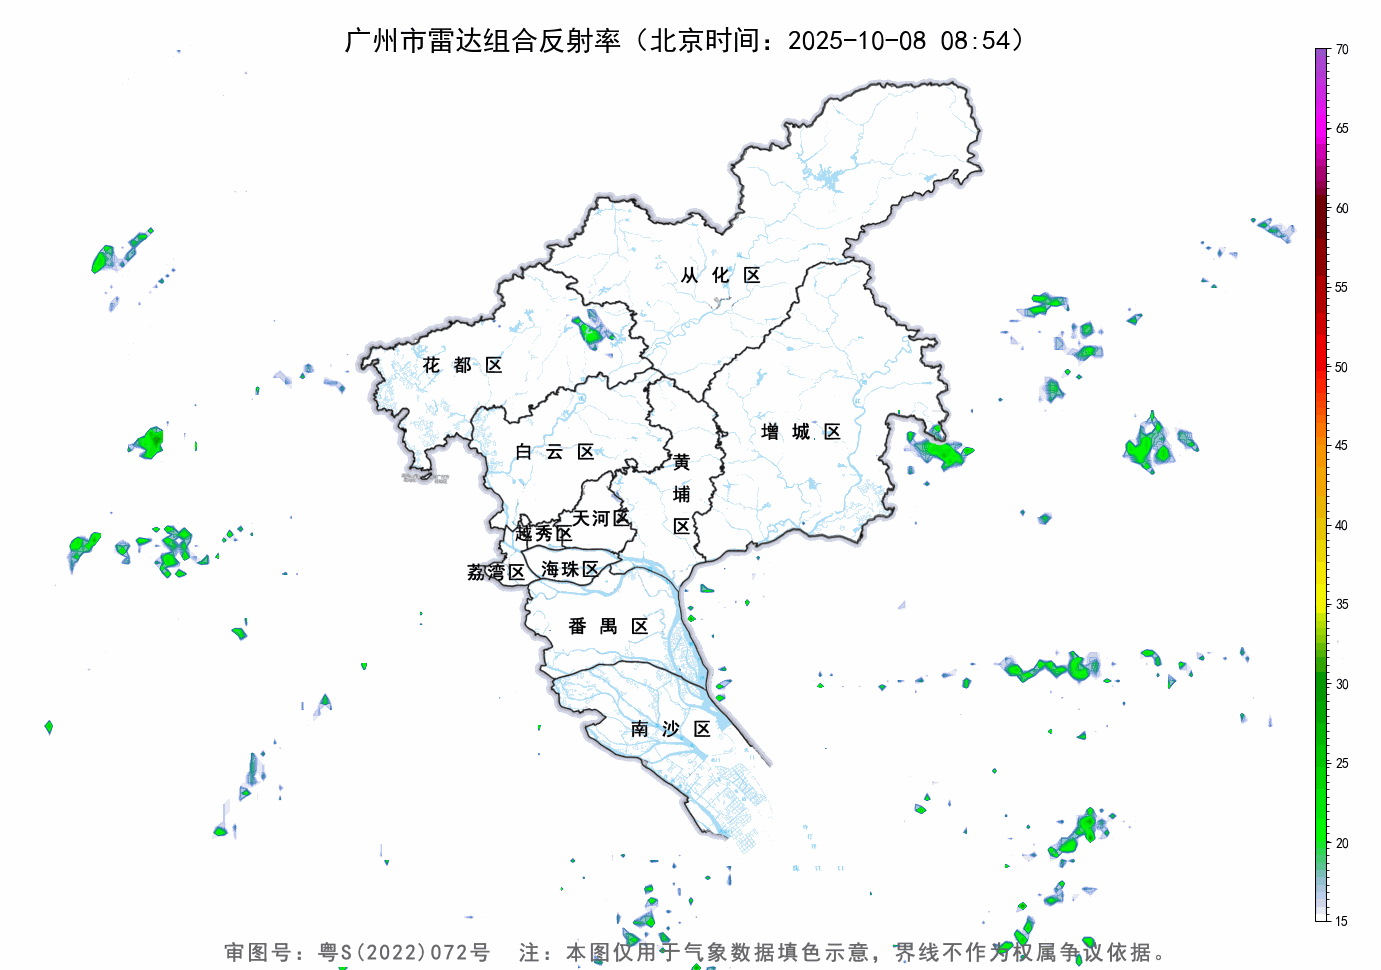 广州市雷达组合反射率（北京时间：2025-10-08 08:54）
70
65
60
55
50
45
40
35
30
25
20
15
从化区
花都区
增城区
白云区
黄埔区
天河区
越秀区
荔湾区
海珠区
番禺区
南沙区
审图号：粤S(2022)072号 注：本图仅用于气象数据填色示意，界线不作为权属争议依据。